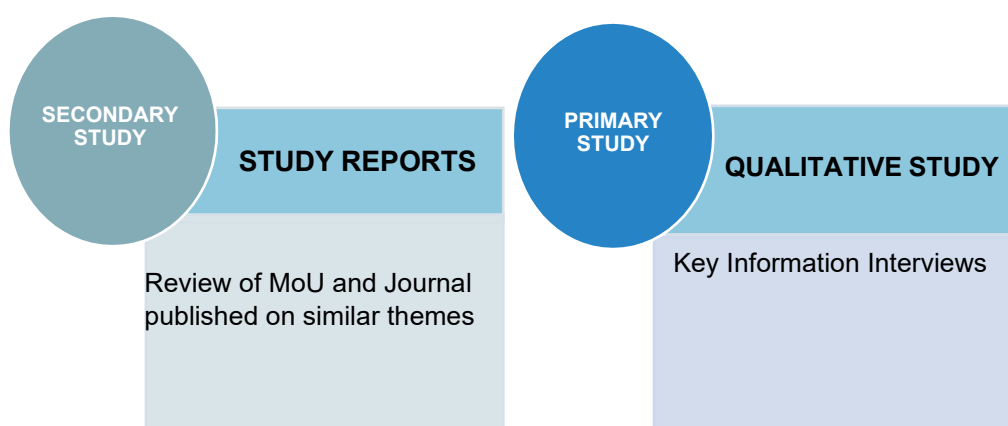 SECONDARY
STUDY
STUDY REPORTS
Review of MoU and Journal
published on similar themes
PRIMARY
STUDY
QUALITATIVE STUDY
Key Information Interviews